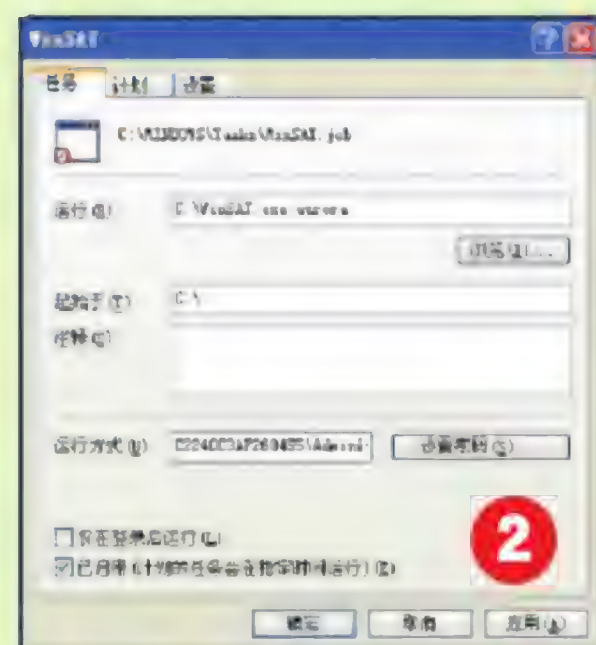 WinSAT
任务 计划 设置
C:\WINDOWS\Tasks\WinSAT.job
运行(R) C:\WinSAT.exe aurora
浏览(B)...
起始于(T) C:\
注释(C)
运行方式(U) 设置密码(S)
仅在登录后运行(L)
已启用(计划的任务会在指定时间运行)(E)
2
确定 取消 应用(A)